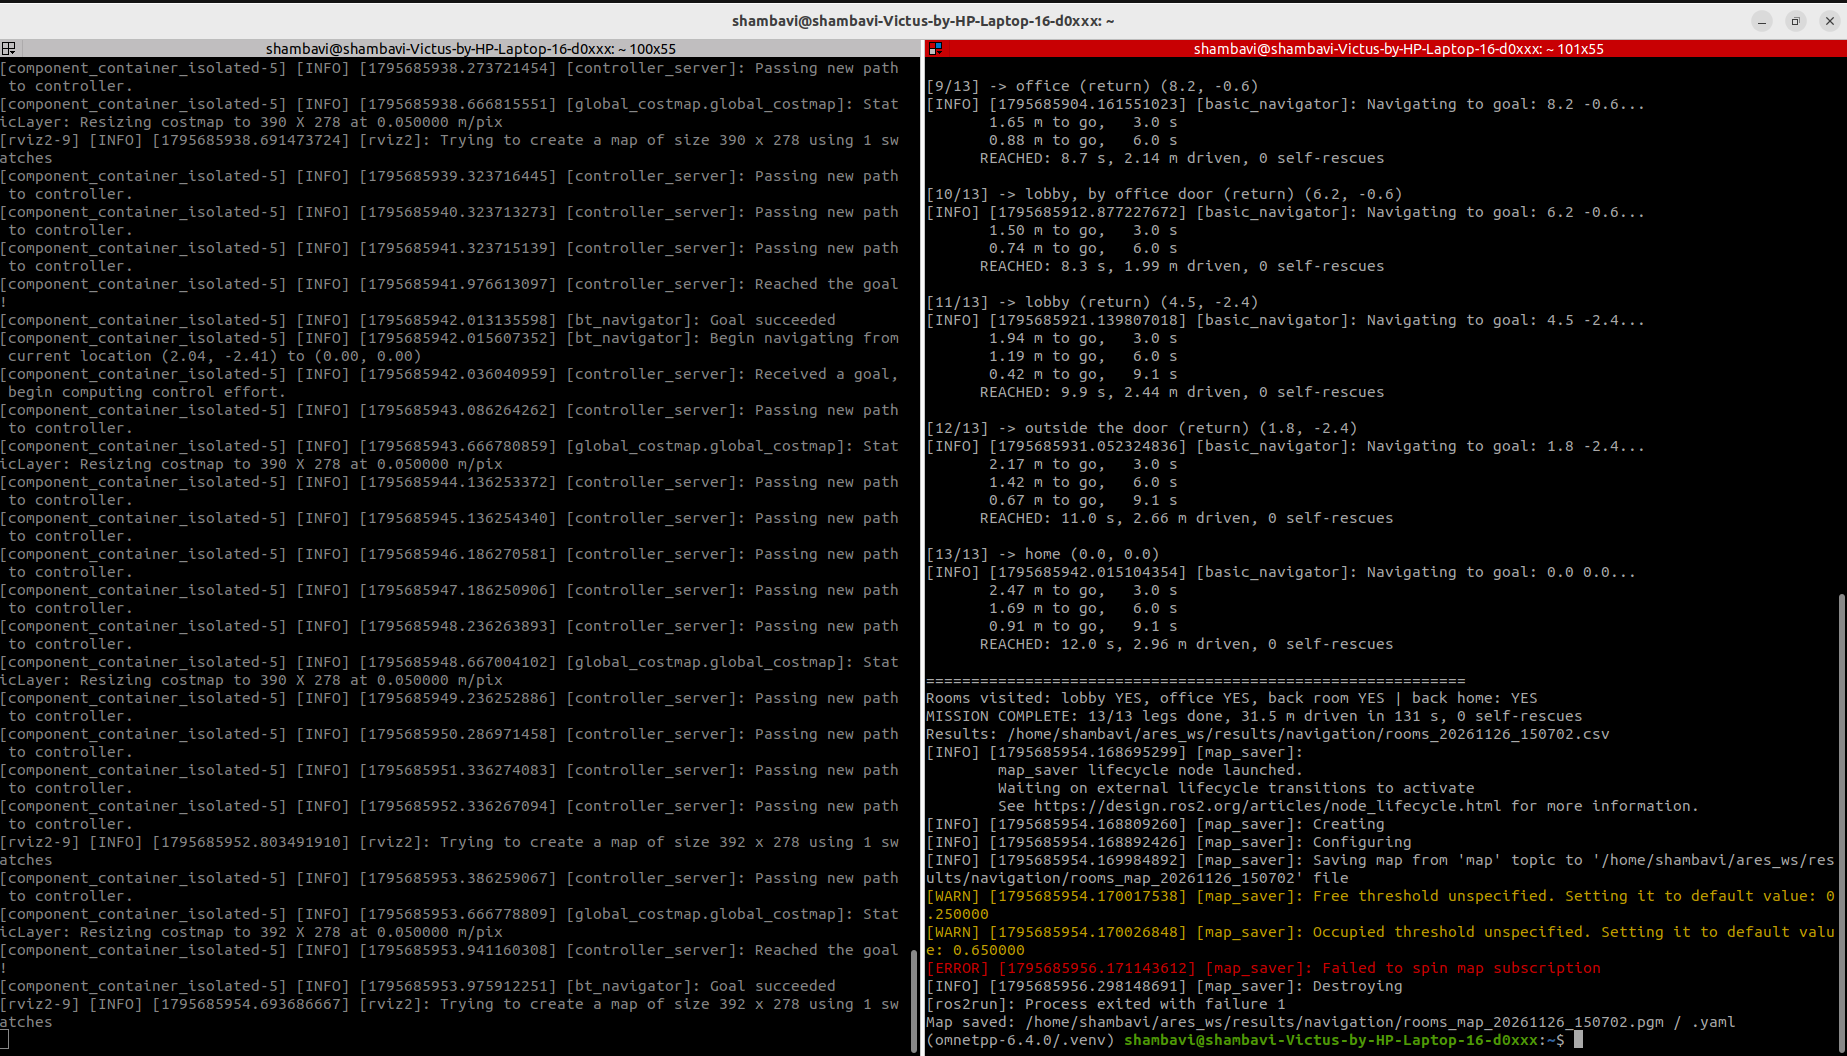 shambavi@shambavi-Victus-by-HP-Laptop-16-d0xxx: ~
shambavi@shambavi-Victus-by-HP-Laptop-16-d0xxx: ~ 100x55
[component_container_isolated-5] [INFO] [1795685938.273721454] [controller_server]: Passing new path
 to controller.
[component_container_isolated-5] [INFO] [1795685938.666815551] [global_costmap.global_costmap]: Stat
icLayer: Resizing costmap to 390 X 278 at 0.050000 m/pix
[rviz2-9] [INFO] [1795685938.691473724] [rviz2]: Trying to create a map of size 390 x 278 using 1 sw
atches
[component_container_isolated-5] [INFO] [1795685939.323716445] [controller_server]: Passing new path
 to controller.
[component_container_isolated-5] [INFO] [1795685940.323713273] [controller_server]: Passing new path
 to controller.
[component_container_isolated-5] [INFO] [1795685941.323715139] [controller_server]: Passing new path
 to controller.
[component_container_isolated-5] [INFO] [1795685941.976613097] [controller_server]: Reached the goal
!
[component_container_isolated-5] [INFO] [1795685942.013135598] [bt_navigator]: Goal succeeded
[component_container_isolated-5] [INFO] [1795685942.015607352] [bt_navigator]: Begin navigating from
 current location (2.04, -2.41) to (0.00, 0.00)
[component_container_isolated-5] [INFO] [1795685942.036040959] [controller_server]: Received a goal,
 begin computing control effort.
[component_container_isolated-5] [INFO] [1795685943.086264262] [controller_server]: Passing new path
 to controller.
[component_container_isolated-5] [INFO] [1795685943.666780859] [global_costmap.global_costmap]: Stat
icLayer: Resizing costmap to 390 X 278 at 0.050000 m/pix
[component_container_isolated-5] [INFO] [1795685944.136253372] [controller_server]: Passing new path
 to controller.
[component_container_isolated-5] [INFO] [1795685945.136254340] [controller_server]: Passing new path
 to controller.
[component_container_isolated-5] [INFO] [1795685946.186270581] [controller_server]: Passing new path
 to controller.
[component_container_isolated-5] [INFO] [1795685947.186250906] [controller_server]: Passing new path
 to controller.
[component_container_isolated-5] [INFO] [1795685948.236263893] [controller_server]: Passing new path
 to controller.
[component_container_isolated-5] [INFO] [1795685948.667004102] [global_costmap.global_costmap]: Stat
icLayer: Resizing costmap to 390 X 278 at 0.050000 m/pix
[component_container_isolated-5] [INFO] [1795685949.236252886] [controller_server]: Passing new path
 to controller.
[component_container_isolated-5] [INFO] [1795685950.286971458] [controller_server]: Passing new path
 to controller.
[component_container_isolated-5] [INFO] [1795685951.336274083] [controller_server]: Passing new path
 to controller.
[component_container_isolated-5] [INFO] [1795685952.336267094] [controller_server]: Passing new path
 to controller.
[rviz2-9] [INFO] [1795685952.803491910] [rviz2]: Trying to create a map of size 392 x 278 using 1 sw
atches
[component_container_isolated-5] [INFO] [1795685953.386259067] [controller_server]: Passing new path
 to controller.
[component_container_isolated-5] [INFO] [1795685953.666778809] [global_costmap.global_costmap]: Stat
icLayer: Resizing costmap to 392 X 278 at 0.050000 m/pix
[component_container_isolated-5] [INFO] [1795685953.941160308] [controller_server]: Reached the goal
!
[component_container_isolated-5] [INFO] [1795685953.975912251] [bt_navigator]: Goal succeeded
[rviz2-9] [INFO] [1795685954.693686667] [rviz2]: Trying to create a map of size 392 x 278 using 1 sw
atches
shambavi@shambavi-Victus-by-HP-Laptop-16-d0xxx: ~ 101x55
[9/13] -> office (return) (8.2, -0.6)
[INFO] [1795685904.161551023] [basic_navigator]: Navigating to goal: 8.2 -0.6...
1.65 m to go,   3.0 s
0.88 m to go,   6.0 s
REACHED: 8.7 s, 2.14 m driven, 0 self-rescues
[10/13] -> lobby, by office door (return) (6.2, -0.6)
[INFO] [1795685912.877227672] [basic_navigator]: Navigating to goal: 6.2 -0.6...
1.50 m to go,   3.0 s
0.74 m to go,   6.0 s
REACHED: 8.3 s, 1.99 m driven, 0 self-rescues
[11/13] -> lobby (return) (4.5, -2.4)
[INFO] [1795685921.139807018] [basic_navigator]: Navigating to goal: 4.5 -2.4...
1.94 m to go,   3.0 s
1.19 m to go,   6.0 s
0.42 m to go,   9.1 s
REACHED: 9.9 s, 2.44 m driven, 0 self-rescues
[12/13] -> outside the door (return) (1.8, -2.4)
[INFO] [1795685931.052324836] [basic_navigator]: Navigating to goal: 1.8 -2.4...
2.17 m to go,   3.0 s
1.42 m to go,   6.0 s
0.67 m to go,   9.1 s
REACHED: 11.0 s, 2.66 m driven, 0 self-rescues
[13/13] -> home (0.0, 0.0)
[INFO] [1795685942.015104354] [basic_navigator]: Navigating to goal: 0.0 0.0...
2.47 m to go,   3.0 s
1.69 m to go,   6.0 s
0.91 m to go,   9.1 s
REACHED: 12.0 s, 2.96 m driven, 0 self-rescues
============================================================
Rooms visited: lobby YES, office YES, back room YES | back home: YES
MISSION COMPLETE: 13/13 legs done, 31.5 m driven in 131 s, 0 self-rescues
Results: /home/shambavi/ares_ws/results/navigation/rooms_20261126_150702.csv
[INFO] [1795685954.168695299] [map_saver]:
map_saver lifecycle node launched.
Waiting on external lifecycle transitions to activate
See https://design.ros2.org/articles/node_lifecycle.html for more information.
[INFO] [1795685954.168809260] [map_saver]: Creating
[INFO] [1795685954.168892426] [map_saver]: Configuring
[INFO] [1795685954.169984892] [map_saver]: Saving map from 'map' topic to '/home/shambavi/ares_ws/res
ults/navigation/rooms_map_20261126_150702' file
[WARN] [1795685954.170017538] [map_saver]: Free threshold unspecified. Setting it to default value: 0
.250000
[WARN] [1795685954.170026848] [map_saver]: Occupied threshold unspecified. Setting it to default valu
e: 0.650000
[ERROR] [1795685956.171143612] [map_saver]: Failed to spin map subscription
[INFO] [1795685956.298148691] [map_saver]: Destroying
[ros2run]: Process exited with failure 1
Map saved: /home/shambavi/ares_ws/results/navigation/rooms_map_20261126_150702.pgm / .yaml
(omnetpp-6.4.0/.venv) shambavi@shambavi-Victus-by-HP-Laptop-16-d0xxx:~$